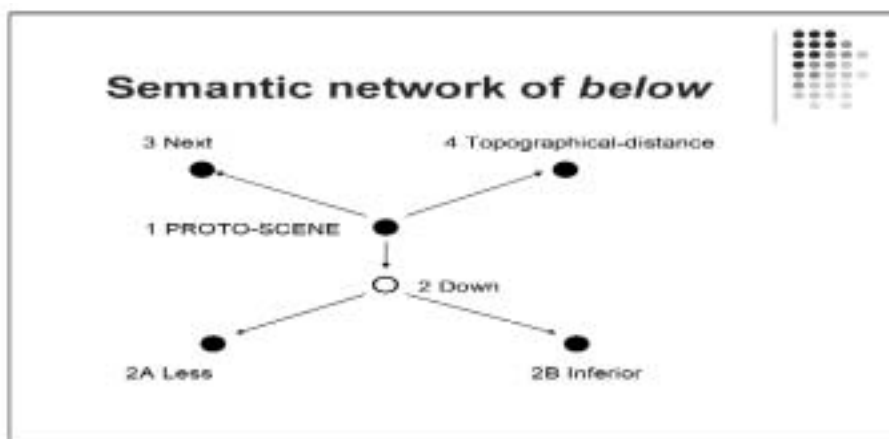 Semantic network of below
3 Next
4 Topographical-distance
1 PROTO-SCENE
2 Down
2A Less
2B Inferior